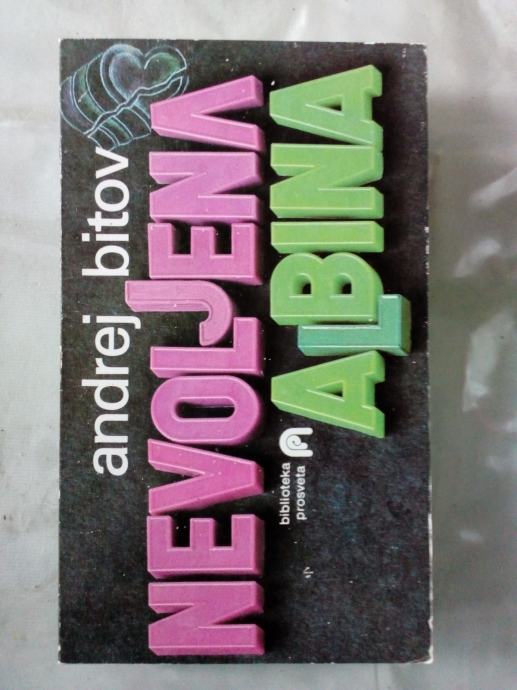 andrej bitov
NEVOLJENA
ALBINA
biblioteka
prosveta